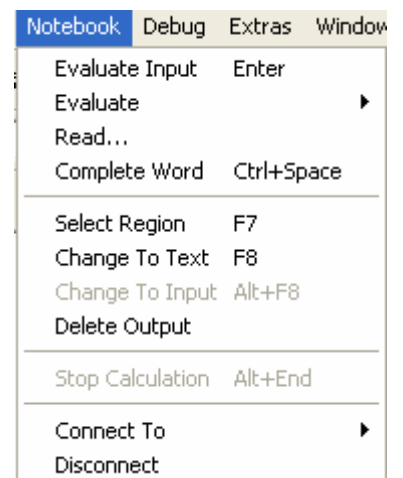 Notebook Debug Extras Window
Evaluate Input Enter
Evaluate
Read...
Complete Word Ctrl+Space
Select Region F7
Change To Text F8
Change To Input Alt+F8
Delete Output
Stop Calculation Alt+End
Connect To
Disconnect